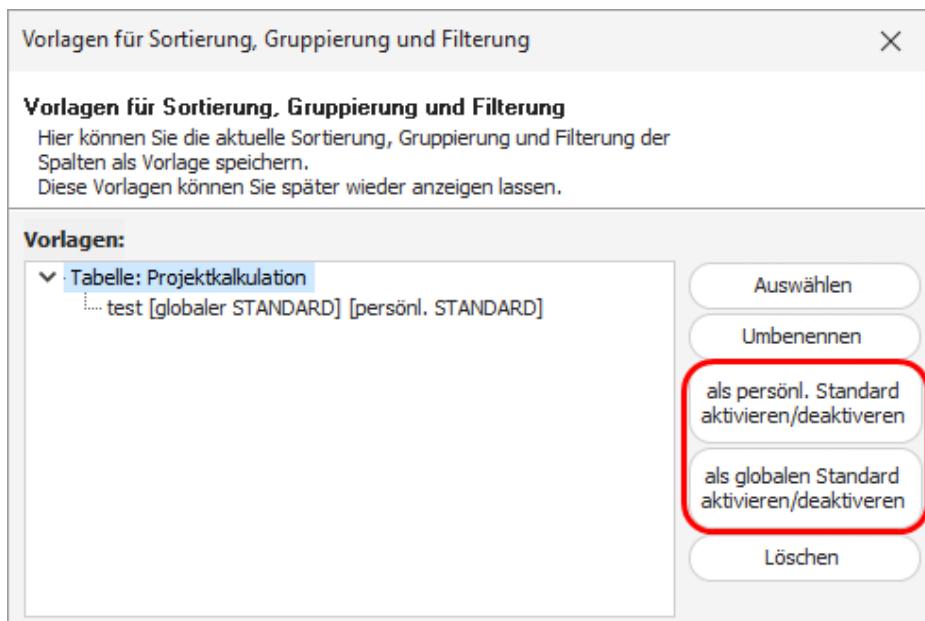 Vorlagen für Sortierung, Gruppierung und Filterung
Vorlagen für Sortierung, Gruppierung und Filterung
Hier können Sie die aktuelle Sortierung, Gruppierung und Filterung der
Spalten als Vorlage speichern.
Diese Vorlagen können Sie später wieder anzeigen lassen.
Vorlagen:
Tabelle: Projektkalkulation
test [globaler STANDARD] [persönl. STANDARD]
Auswählen
Umbenennen
als persönl. Standard
aktivieren/deaktiveren
als globalen Standard
aktivieren/deaktiveren
Löschen